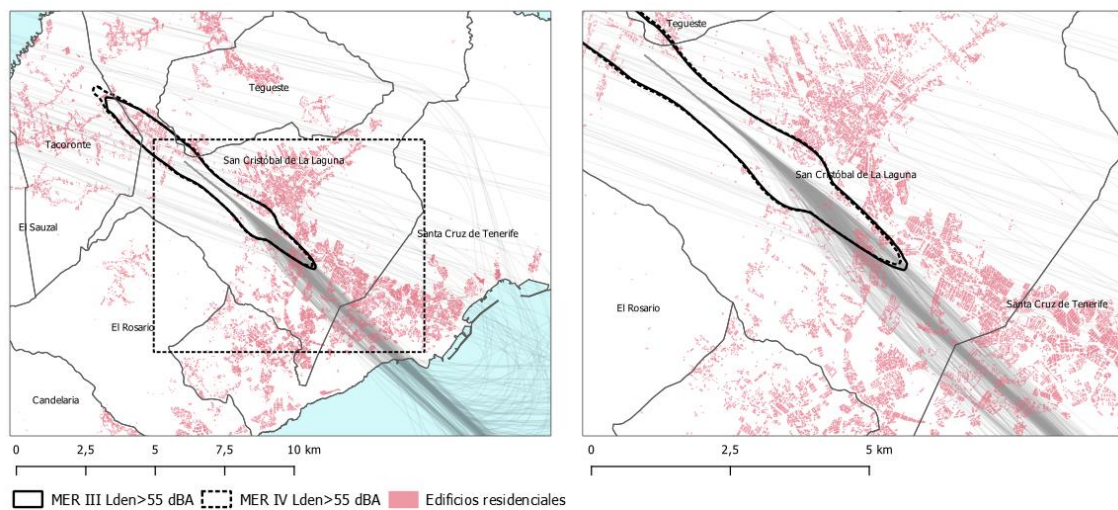 Tegueste
Tacoronte
San Cristóbal de La Laguna
El Sauzal
Santa Cruz de Tenerife
El Rosario
Candelaria
0 2,5 5 7,5 10 km
Tegueste
San Cristóbal de La Laguna
El Rosario
Santa Cruz de Tenerife
0 2,5 5 km
MER III Lden>55 dBA MER IV Lden>55 dBA Edificios residenciales